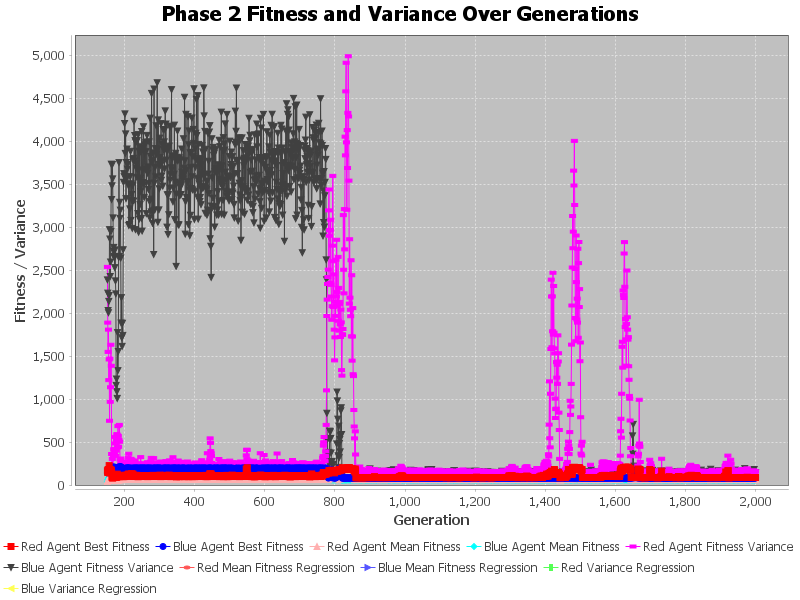 Phase 2 Fitness and Variance Over Generations
5,000
4,500
4,000
3,500
3,000
2,500
2,000
1,500
1,000
500
0
Fitness / Variance
200 400 600 800 1,000 1,200 1,400 1,600 1,800 2,000
Generation
Red Agent Best Fitness Blue Agent Best Fitness Red Agent Mean Fitness Blue Agent Mean Fitness Red Agent Fitness Variance
Blue Agent Fitness Variance Red Mean Fitness Regression Blue Mean Fitness Regression Red Variance Regression
Blue Variance Regression